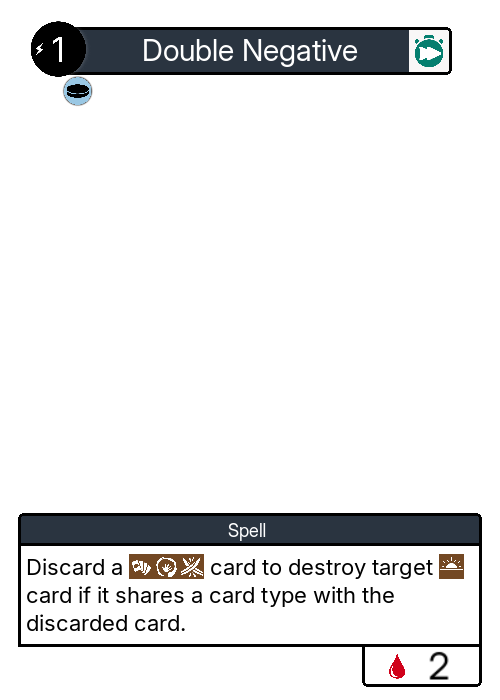 1 Double Negative
Spell
Discard a card to destroy target
card if it shares a card type with the
discarded card.
2